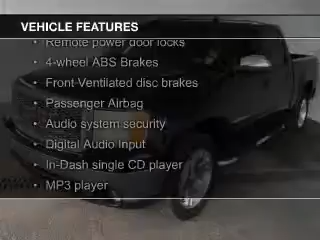 VEHICLE FEATURES
• Remote power door locks
• 4-wheel ABS Brakes
• Front Ventilated disc brakes
• Passenger Airbag
• Audio system security
• Digital Audio Input
• In-Dash single CD player
• MP3 player